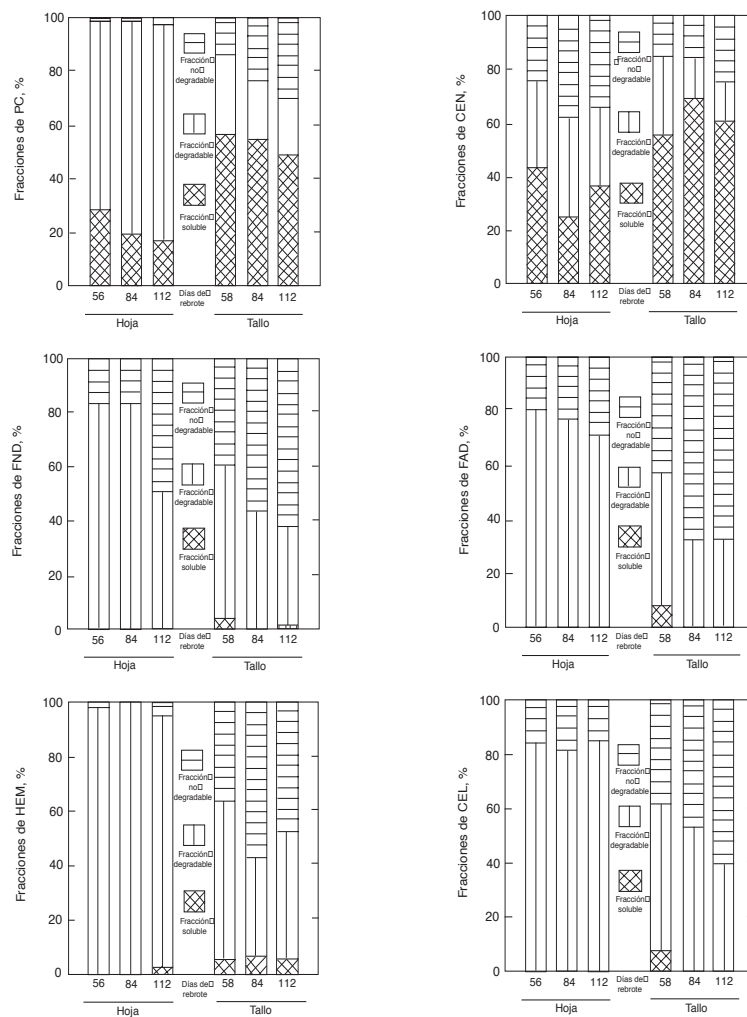 Fracciones de PC, %
100
80
60
40
20
0
Fracción□
no□
degradable
Fracción□
degradable
Fracción□
soluble
56 84 112 Días de□ 58 84 112
rebrote
Hoja Tallo
Fracciones de CEN, %
100
80
60
40
20
0
Fracción□
no□
degradable
Fracción□
degradable
Fracción□
soluble
56 84 112 Días de□ 58 84 112
rebrote
Hoja Tallo
Fracciones de FND, %
100
80
60
40
20
0
Fracción□
no□
degradable
Fracción□
degradable
Fracción□
soluble
56 84 112 Días de□ 58 84 112
rebrote
Hoja Tallo
Fracciones de FAD, %
100
80
60
40
20
0
Fracción□
no□
degradable
Fracción□
degradable
Fracción□
soluble
56 84 112 Días de□ 58 84 112
rebrote
Hoja Tallo
Fracciones de HEM, %
100
80
60
40
20
0
Fracción□
no□
degradable
Fracción□
degradable
Fracción□
soluble
56 84 112 Días de□ 58 84 112
rebrote
Hoja Tallo
Fracciones de CEL, %
100
80
60
40
20
0
Fracción□
no□
degradable
Fracción□
degradable
Fracción□
soluble
56 84 112 Días de□ 58 84 112
rebrote
Hoja Tallo